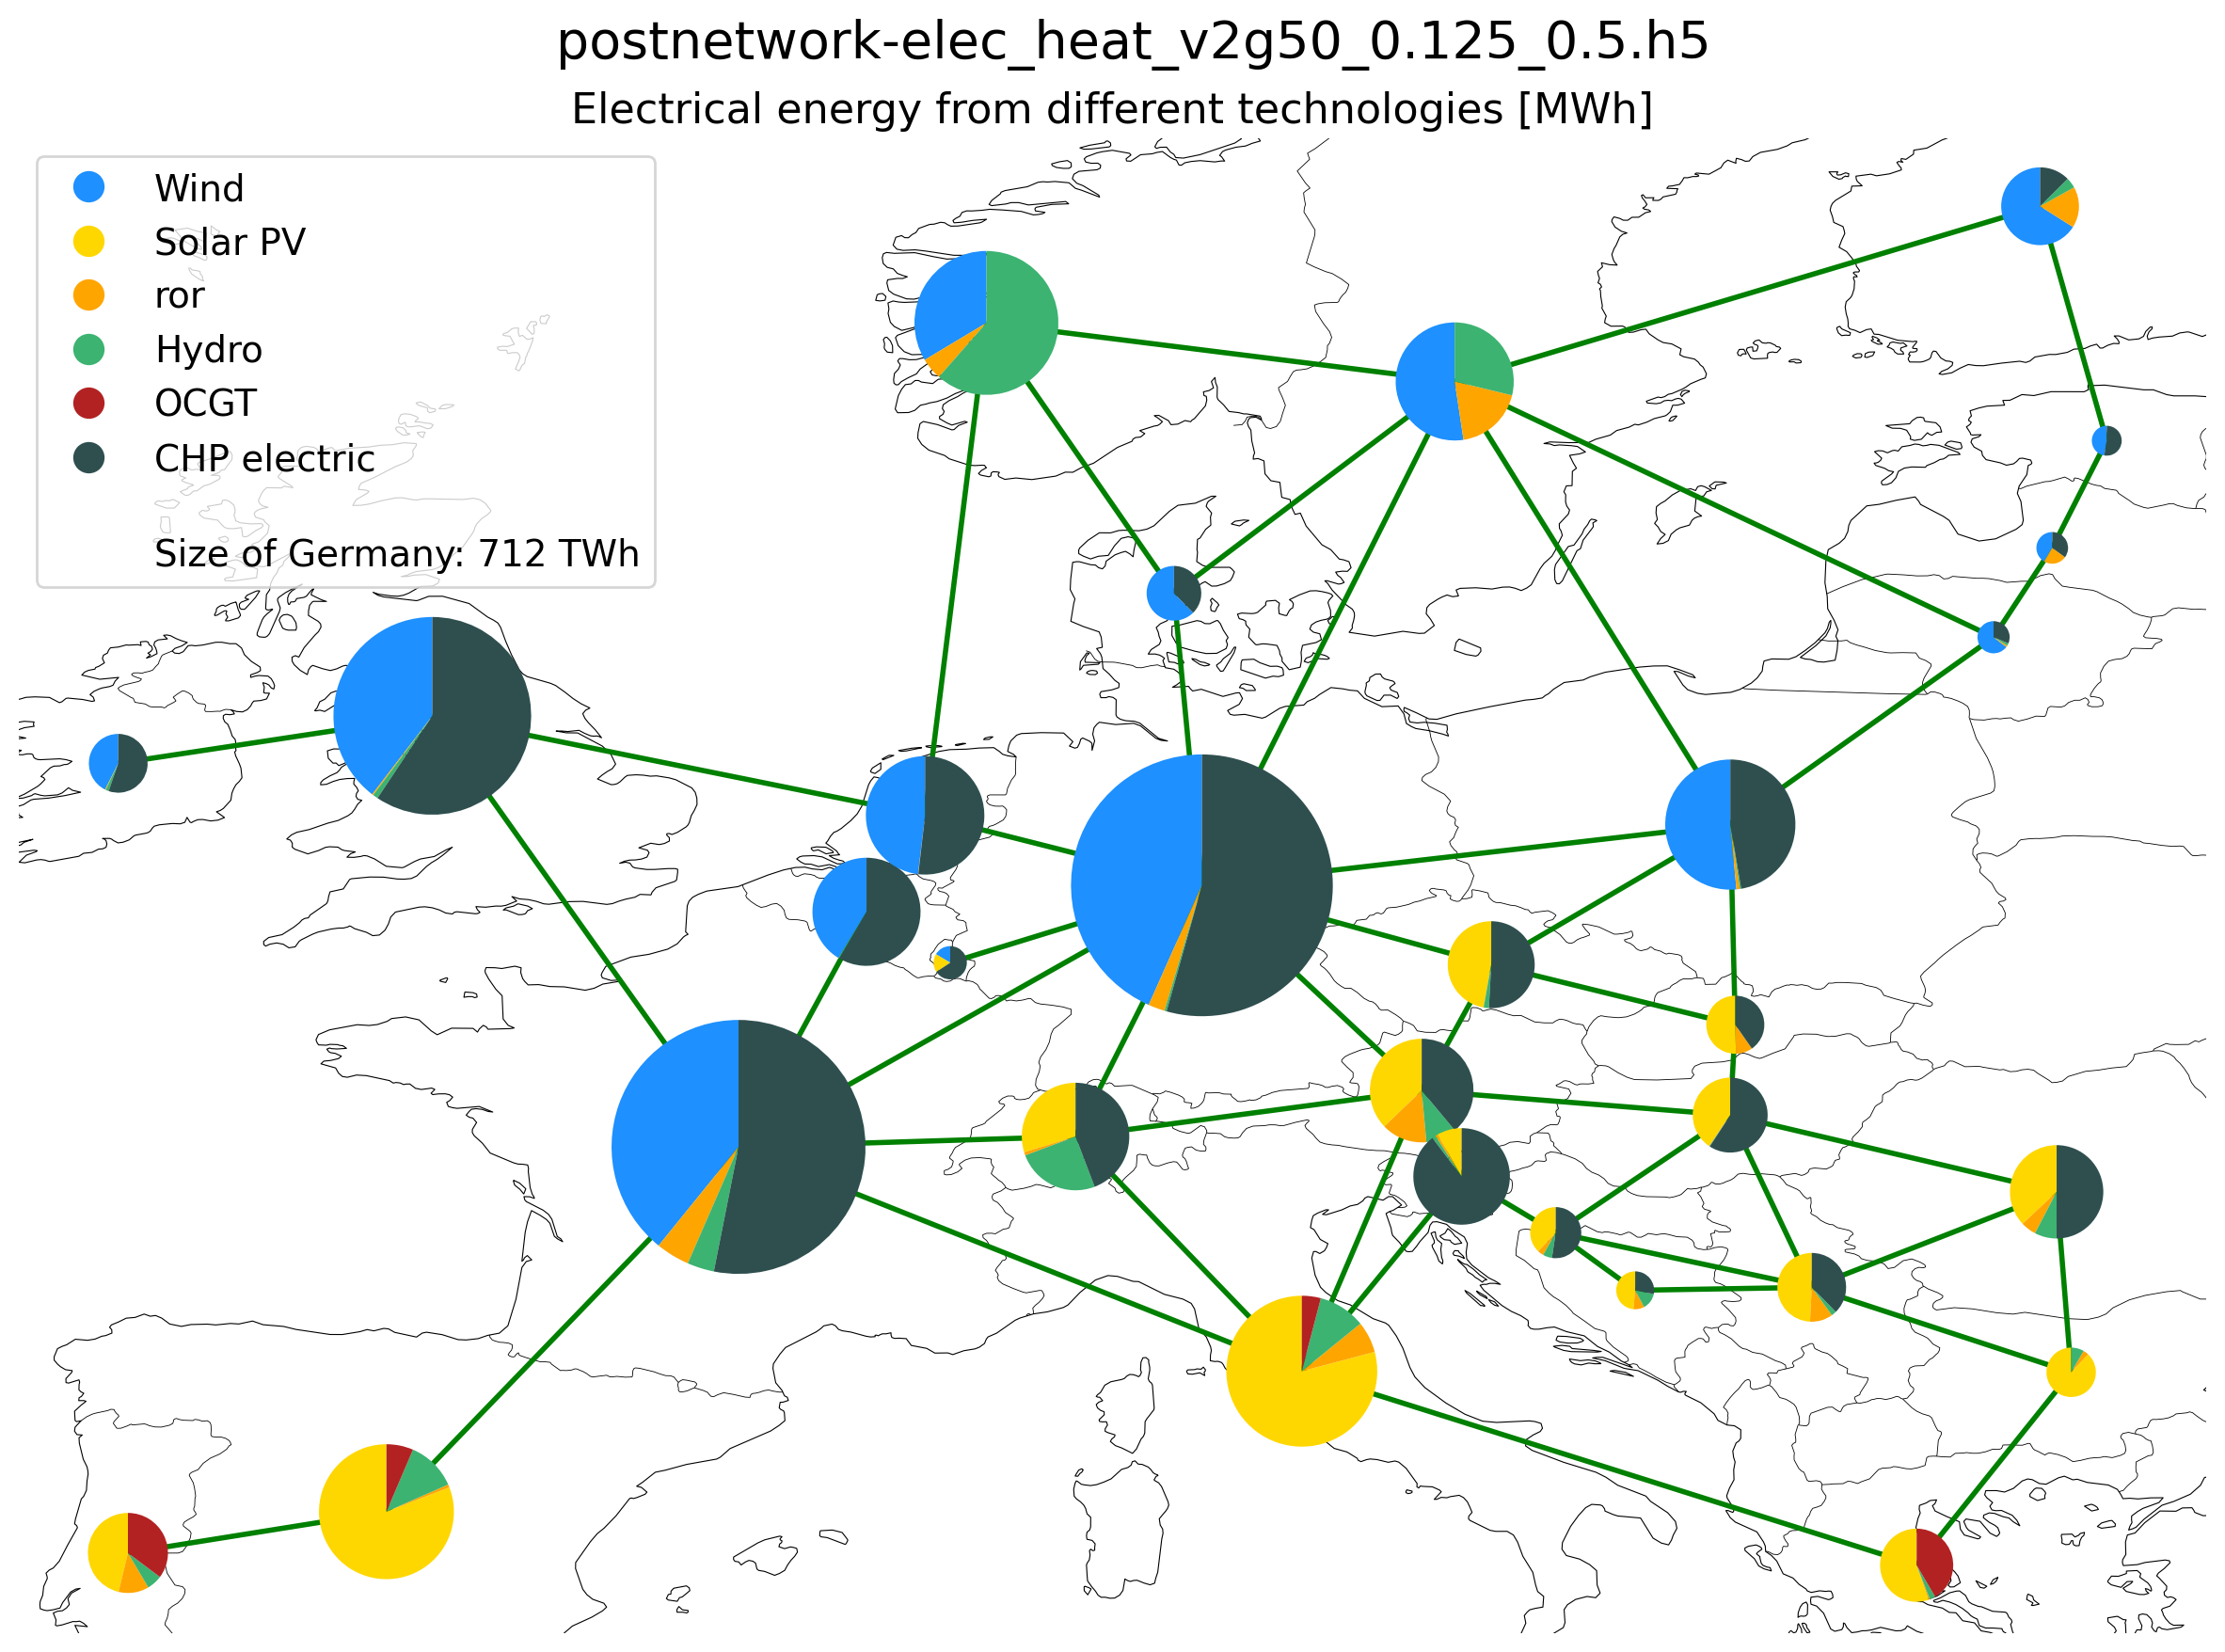 postnetwork-elec_heat_v2g50_0.125_0.5.h5
Electrical energy from different technologies [MWh]
Wind
Solar PV
ror
Hydro
OCGT
CHP electric
Size of Germany: 712 TWh